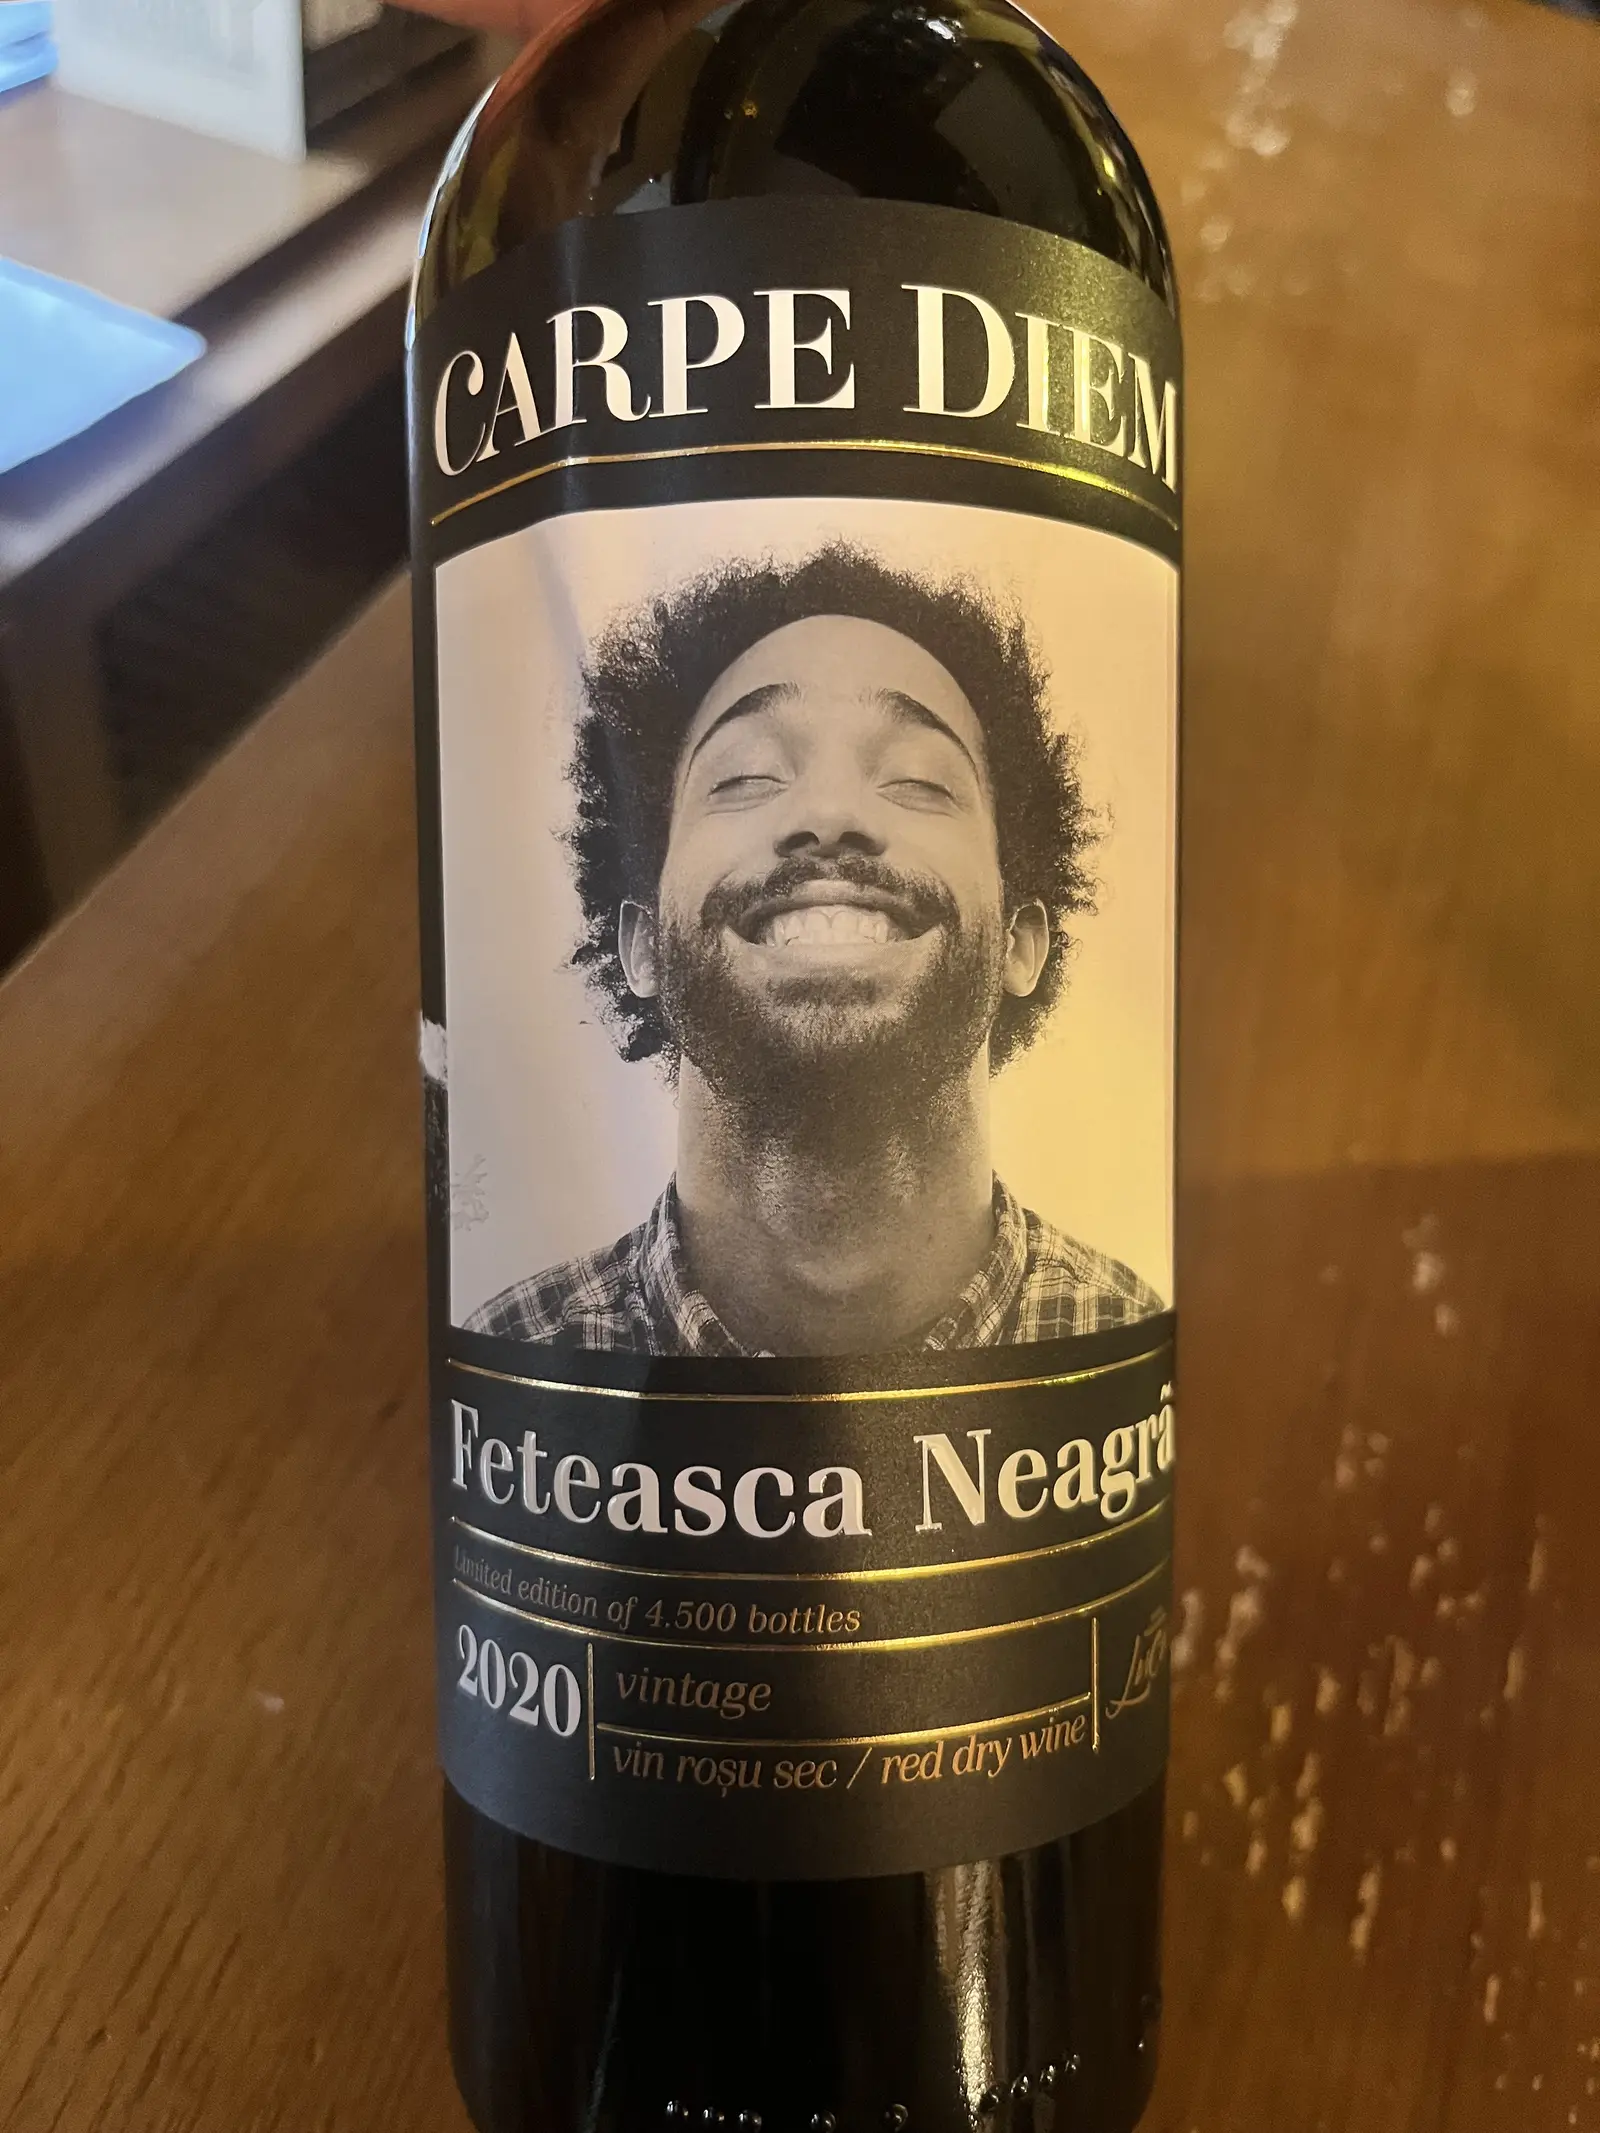 CARPE DIEM
Feteasca Neagră
Limited edition of 4.500 bottles
2020
vintage
vin roșu sec / red dry wine